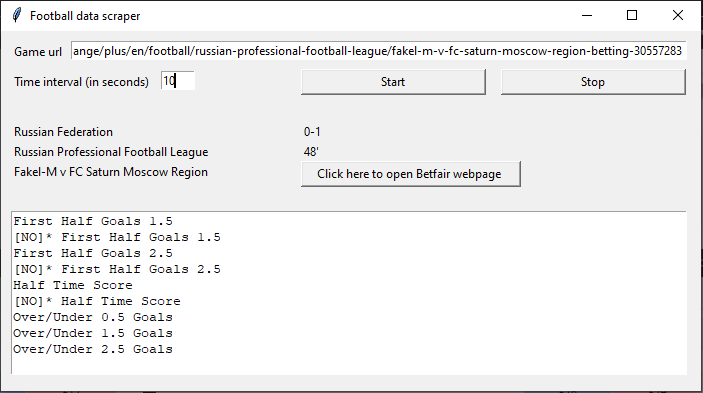 Football data scraper
Game url ange/plus/en/football/russian-professional-football-league/fakel-m-v-fc-saturn-moscow-region-betting-30557283
Time interval (in seconds) 10 Start Stop
Russian Federation 0-1
Russian Professional Football League 48'
Fakel-M v FC Saturn Moscow Region Click here to open Betfair webpage
First Half Goals 1.5
[NO]* First Half Goals 1.5
First Half Goals 2.5
[NO]* First Half Goals 2.5
Half Time Score
[NO]* Half Time Score
Over/Under 0.5 Goals
Over/Under 1.5 Goals
Over/Under 2.5 Goals